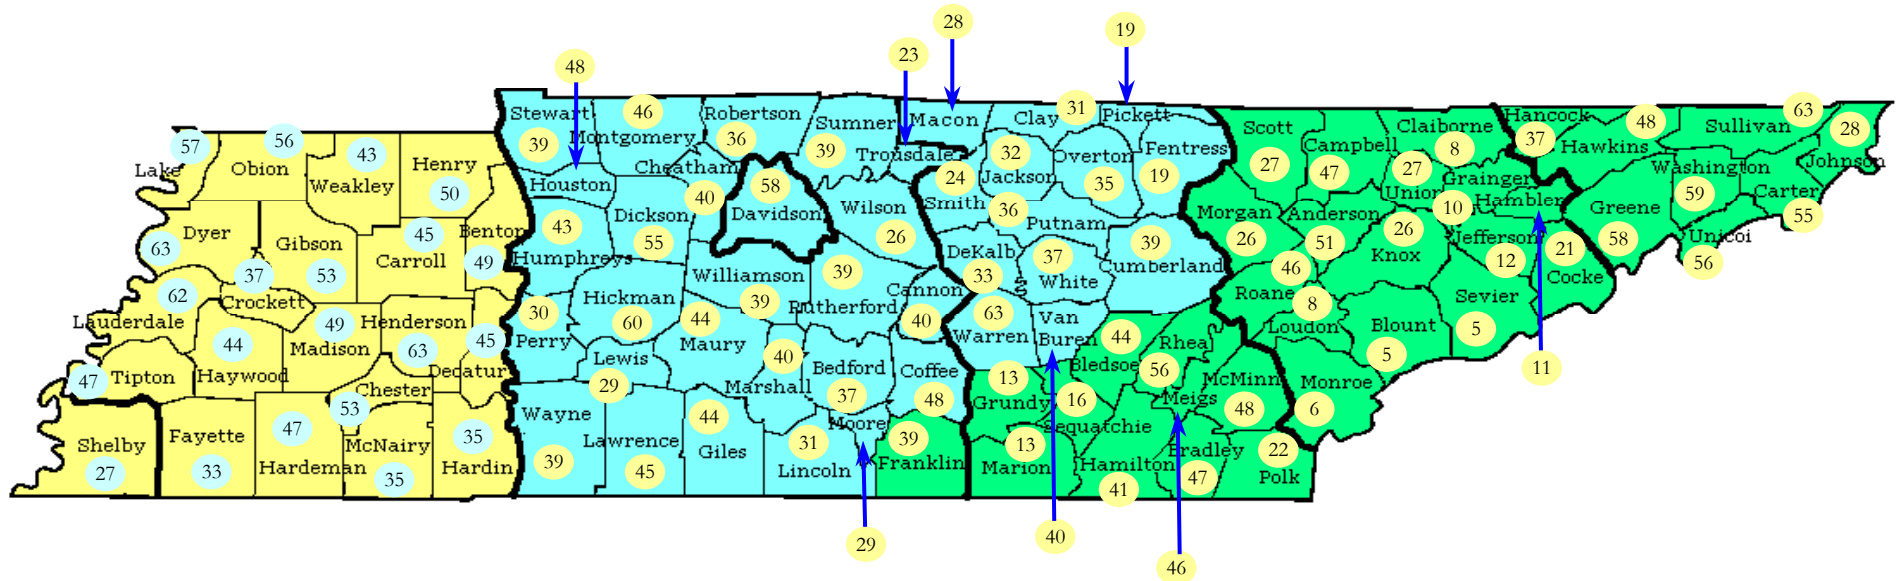 28
19
23
48
Stewart
39
46
Montgomery
Robertson
36
Sumner
39
Macon
Clay
31
Pickett
Trousdale
Cheatham
40
Houston
58
Davidson
Wilson
26
24
Smith
32
Jackson
Overton
35
Fentress
19
36
Putnam
Dickson
55
43
Humphreys
DeKalb
33
37
White
39
Cumberland
Williamson
39
39
Rutherford
Cannon
40
Hickman
60
30
Perry
44
Maury
Lewis
29
40
Marshall
Bedford
37
Coffee
48
63
Warren
Van
Buren
Wayne
39
Lawrence
45
44
Giles
31
Lincoln
Moore
29
39
Franklin
57
Lake
56
Obion
43
Weakley
Henry
50
Dyer
63
Gibson
53
45
Carroll
Benton
49
37
Crockett
62
Lauderdale
44
Haywood
49
Madison
Henderson
63
45
Decatur
47
Tipton
Chester
53
Shelby
27
Fayette
33
47
Hardeman
McNairy
35
35
Hardin
Scott
27
Campbell
47
Claiborne
8
27
Union
Grainger
10
Hancock
37
48
Hawkins
Sullivan
63
28
Johnson
Washington
59
Carter
55
Hamblen
Greene
58
Unicoi
56
Morgan
26
Anderson
51
26
Knox
Jefferson
12
21
Cocke
46
Roane
8
Loudon
Blount
5
Sevier
5
11
44
Bledsoe
Rhea
56
Meigs
McMinn
48
Monroe
6
13
Grundy
16
Sequatchie
13
Marion
Hamilton
41
Bradley
47
22
Polk
40
46